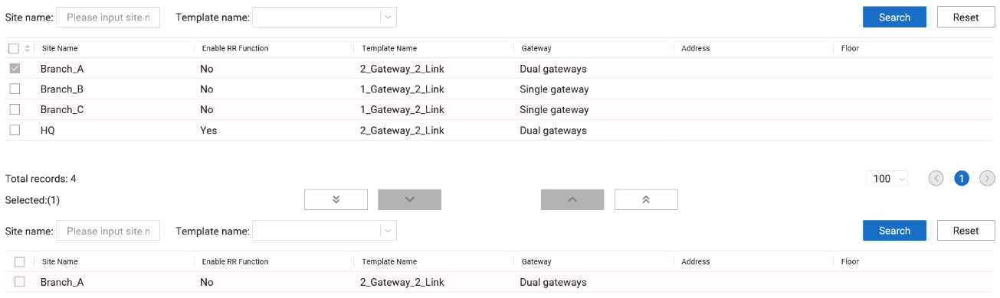 Site name: Please input site n Template name: Search Reset
Site Name Enable RR Function Template Name Gateway Address Floor
Branch_A No 2_Gateway_2_Link Dual gateways
Branch_B No 1_Gateway_2_Link Single gateway
Branch_C No 1_Gateway_2_Link Single gateway
HQ Yes 2_Gateway_2_Link Dual gateways
Total records: 4 100 1
Selected:(1)
Site name: Please input site n Template name: Search Reset
Site Name Enable RR Function Template Name Gateway Address Floor
Branch_A No 2_Gateway_2_Link Dual gateways